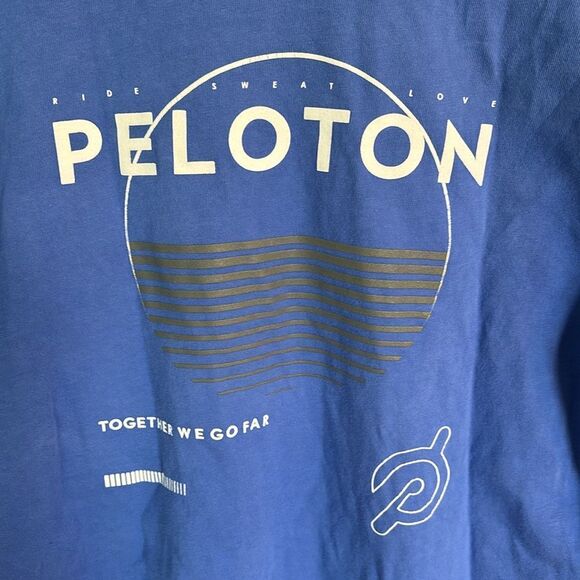 RIDE SWEAT LOVE
PELOTON
TOGETHER WE GO FAR